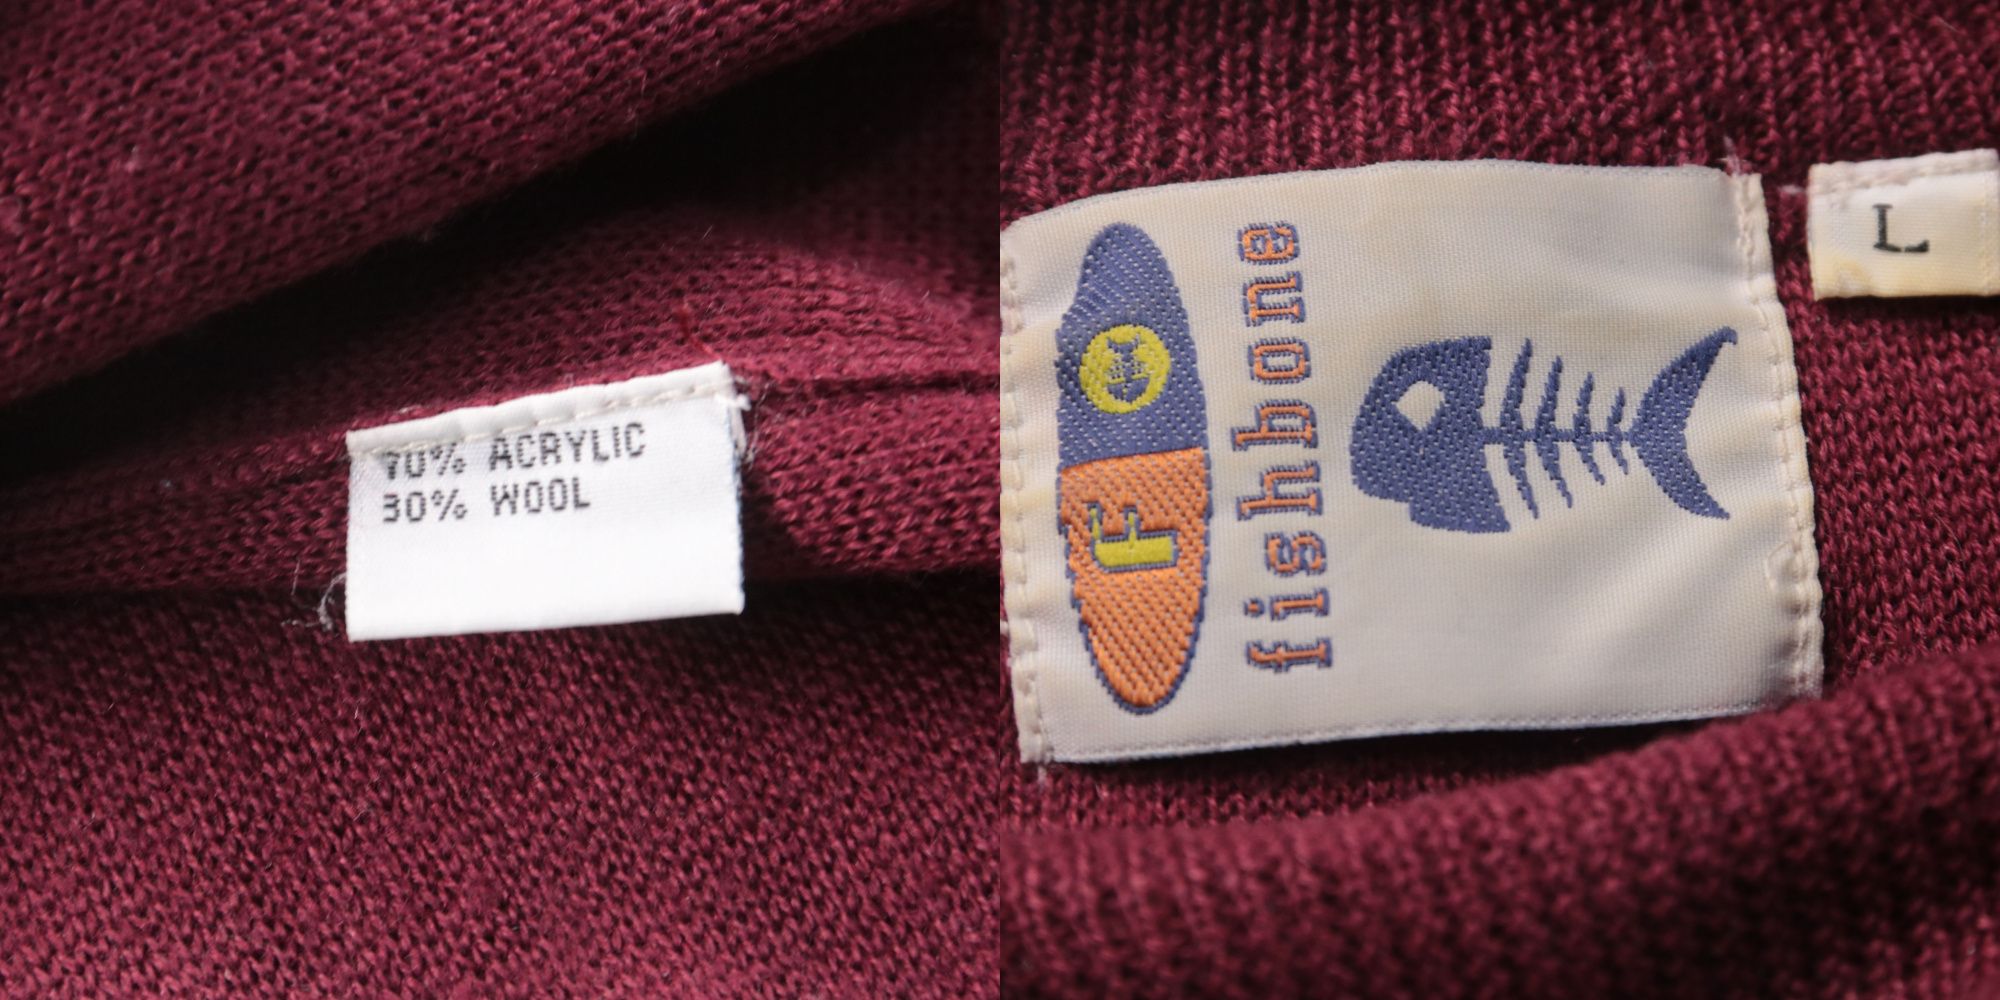 70% ACRYLIC
30% WOOL
fishbone
F
L